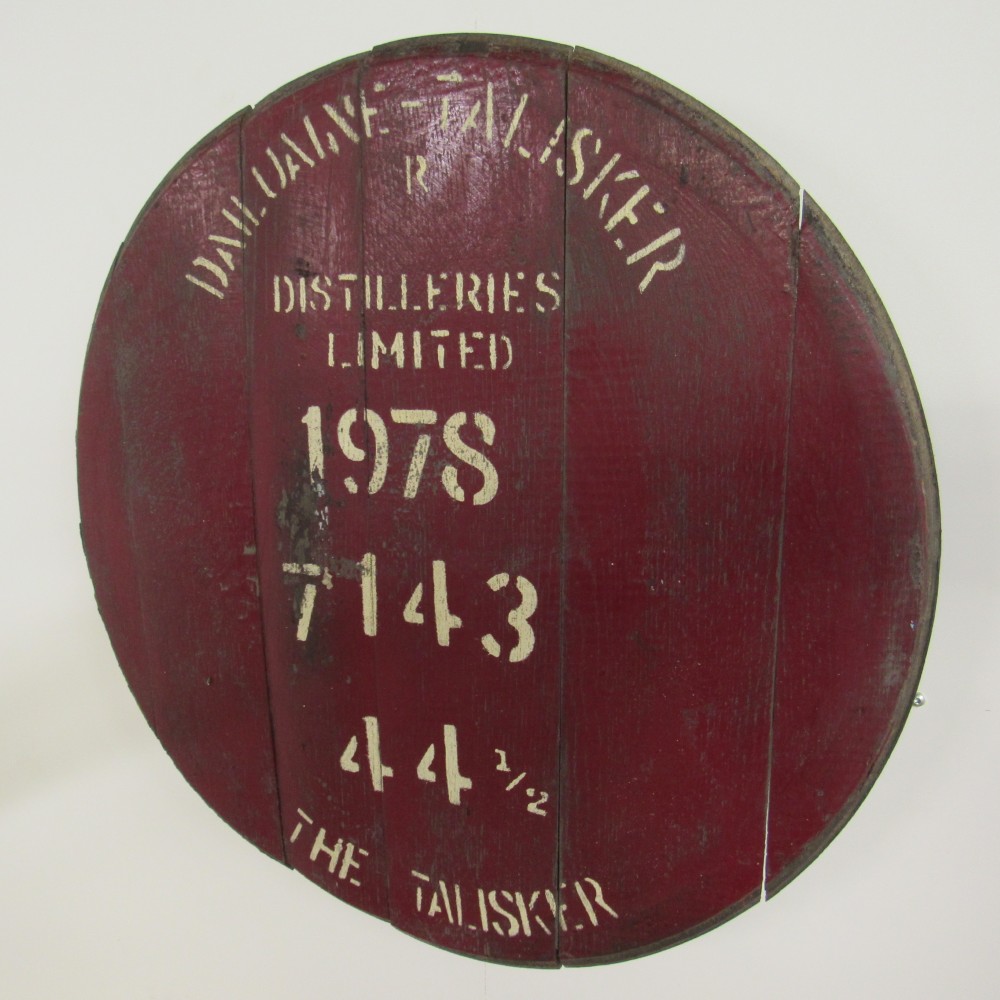 DAILUAINE-TALISKER
R
DISTILLERIES
LIMITED
1978
7143
44 1/2
THE TALISKER